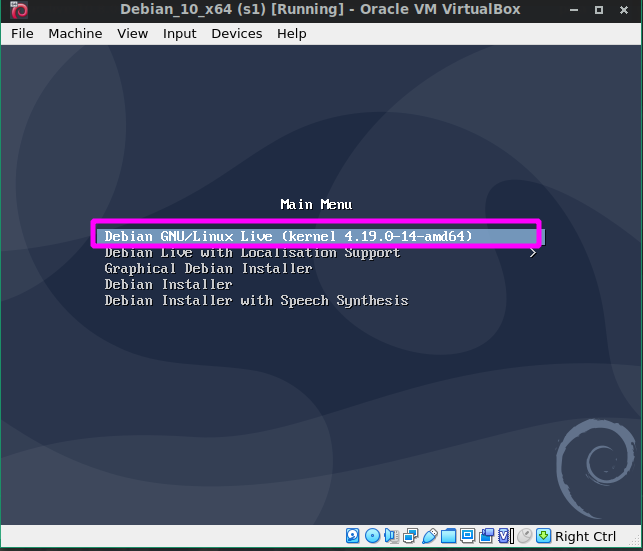 Debian_10_x64 (s1) [Running] - Oracle VM VirtualBox
File Machine View Input Devices Help
Main Menu
Debian GNU/Linux Live (kernel 4.19.0-14-amd64)
Debian Live with Localisation Support >
Graphical Debian Installer
Debian Installer
Debian Installer with Speech Synthesis
Right Ctrl